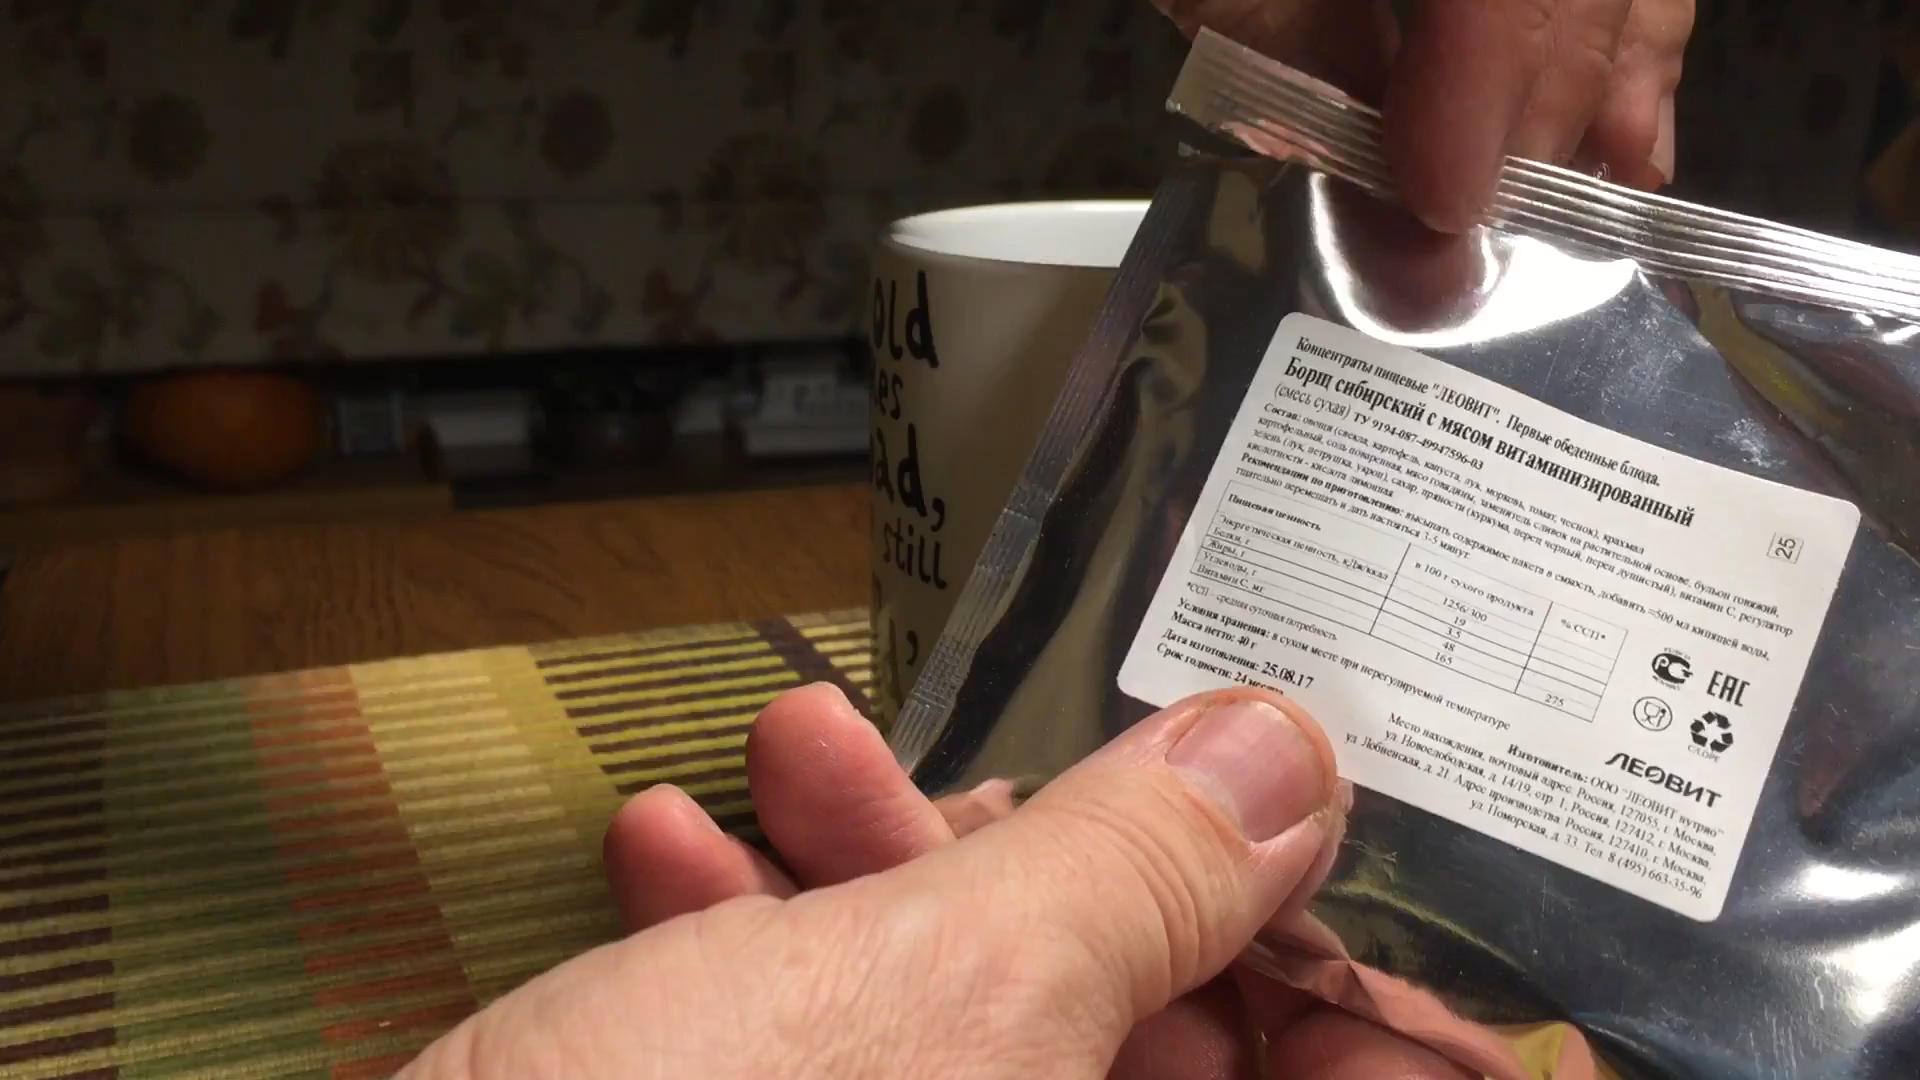 old
es
ad,
still
Концентраты пищевые "ЛЕОВИТ". Первые обеденные блюда.
Борщ сибирский с мясом витаминизированный
(смесь сухая) ТУ 9194-087-49947596-03
Состав: овощи (свекла, картофель, капуста, лук, морковь, томат, чеснок), крахмал
картофельный, соль поваренная, мясо говядины, заменитель сливок на растительной основе, бульон говяжий,
зелень (лук, петрушка, укроп), сахар, пряности (куркума, перец черный, перец душистый), витамин С, регулятор
кислотности - кислота лимонная
Рекомендации по приготовлению: высыпать содержимое пакета в емкость, добавить ≈500 мл кипящей воды,
тщательно перемешать и дать настояться 3-5 минут.
25
Пищевая ценность в 100 г сухого продукта % ССП*
Энергетическая ценность, кДж/ккал 1256/300
Белки, г 19
Жиры, г 3.5
Углеводы, г 48
Витамин С, мг 165 275
*ССП - средняя суточная потребность
Условия хранения: в сухом месте при нерегулируемой температуре
Масса нетто: 40 г
Дата изготовления: 25.08.17
Срок годности: 24 месяца
РС
ЕАС
C/LDPE
ЛЕОВИТ
Изготовитель: ООО "ЛЕОВИТ нутрио"
Место нахождения, почтовый адрес: Россия, 127055, г. Москва,
ул. Новослободская, д. 14/19, стр. 1, Россия, 127412, г. Москва,
ул. Лобненская, д. 21. Адрес производства: Россия, 127410, г. Москва,
ул. Поморская, д. 33. Тел. 8 (495) 663-35-96